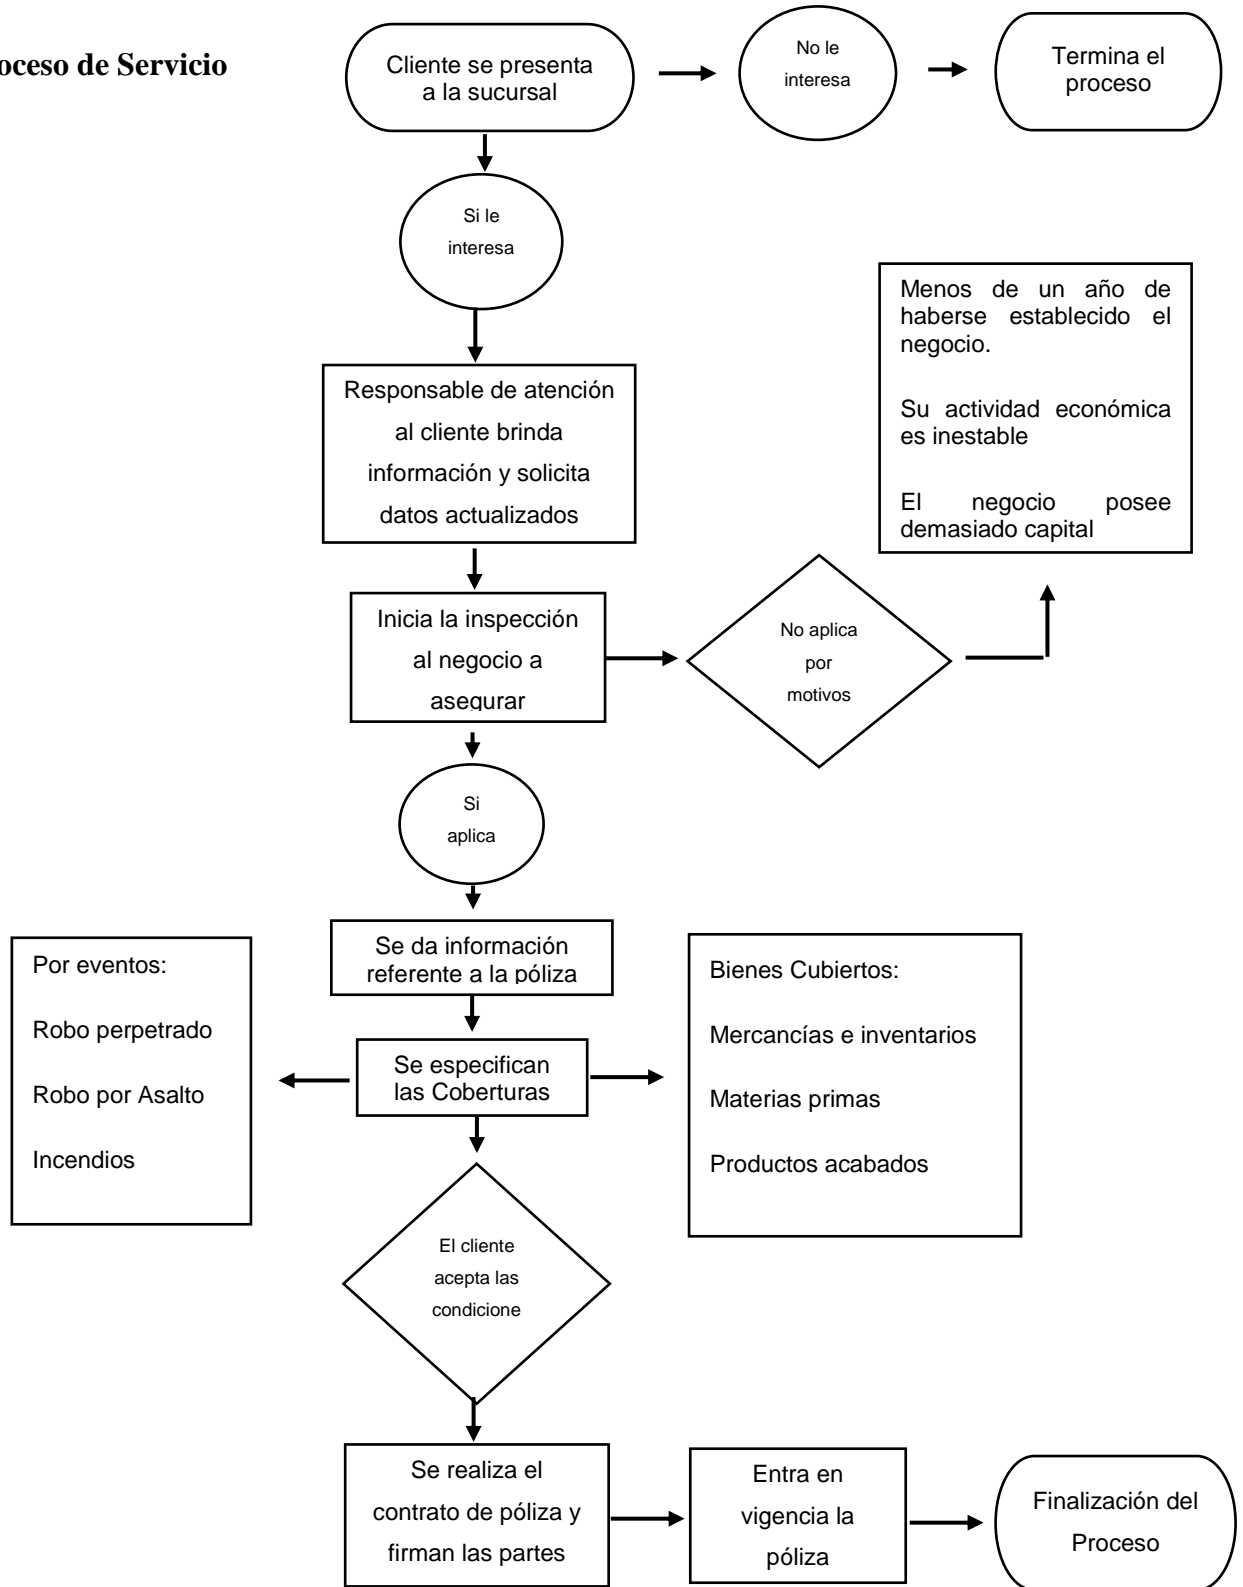 oceso de Servicio
Cliente se presenta
a la sucursal
No le
interesa
Termina el
proceso
Si le
interesa
Menos de un año de
haberse establecido el
negocio.
Su actividad económica
es inestable
El negocio posee
demasiado capital
Responsable de atención
al cliente brinda
información y solicita
datos actualizados
Inicia la inspección
al negocio a
asegurar
No aplica
por
motivos
Si
aplica
Se da información
referente a la póliza
Por eventos:
Robo perpetrado
Robo por Asalto
Incendios
Se especifican
las Coberturas
Bienes Cubiertos:
Mercancías e inventarios
Materias primas
Productos acabados
El cliente
acepta las
condicione
Se realiza el
contrato de póliza y
firman las partes
Entra en
vigencia la
póliza
Finalización del
Proceso